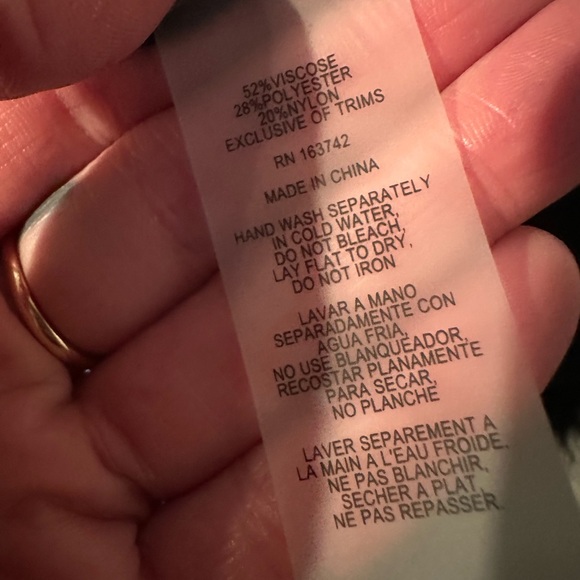 52%VISCOSE
28%POLYESTER
20%NYLON
EXCLUSIVE OF TRIMS
RN 163742
MADE IN CHINA
HAND WASH SEPARATELY
IN COLD WATER,
DO NOT BLEACH,
LAY FLAT TO DRY,
DO NOT IRON
LAVAR A MANO
SEPARADAMENTE CON
AGUA FRIA,
NO USE BLANQUEADOR,
RECOSTAR PLANAMENTE
PARA SECAR,
NO PLANCHE
LAVER SEPAREMENT A
LA MAIN A L'EAU FROIDE,
NE PAS BLANCHIR,
SECHER A PLAT,
NE PAS REPASSER.